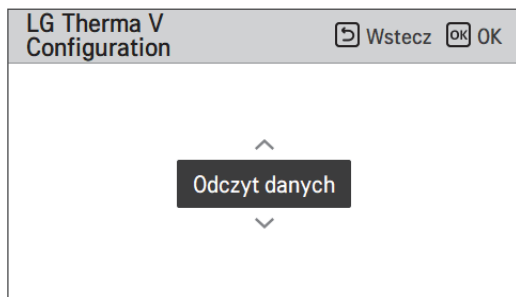 LG Therma V
Configuration
Wstecz OK OK
Odczyt danych